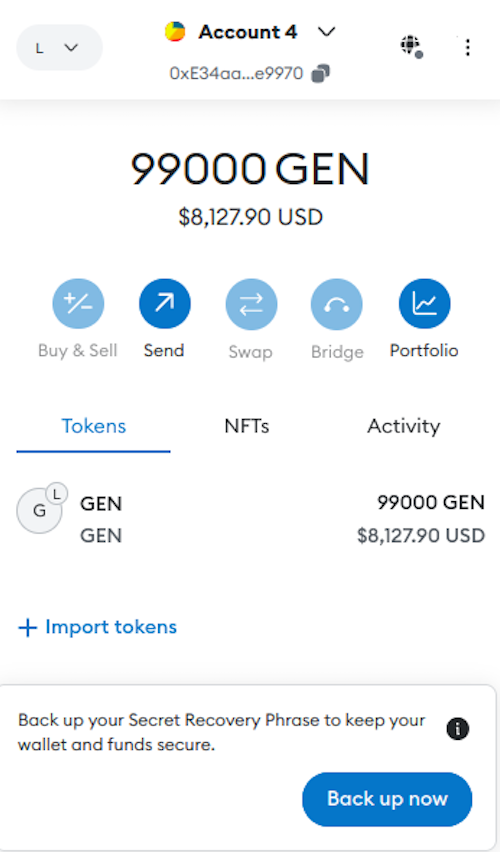 L
Account 4
0xE34aa...e9970
99000 GEN
$8,127.90 USD
Buy & Sell
Send
Swap
Bridge
Portfolio
Tokens
NFTs
Activity
G
L
GEN
99000 GEN
GEN
$8,127.90 USD
+ Import tokens
Back up your Secret Recovery Phrase to keep your
wallet and funds secure.
Back up now